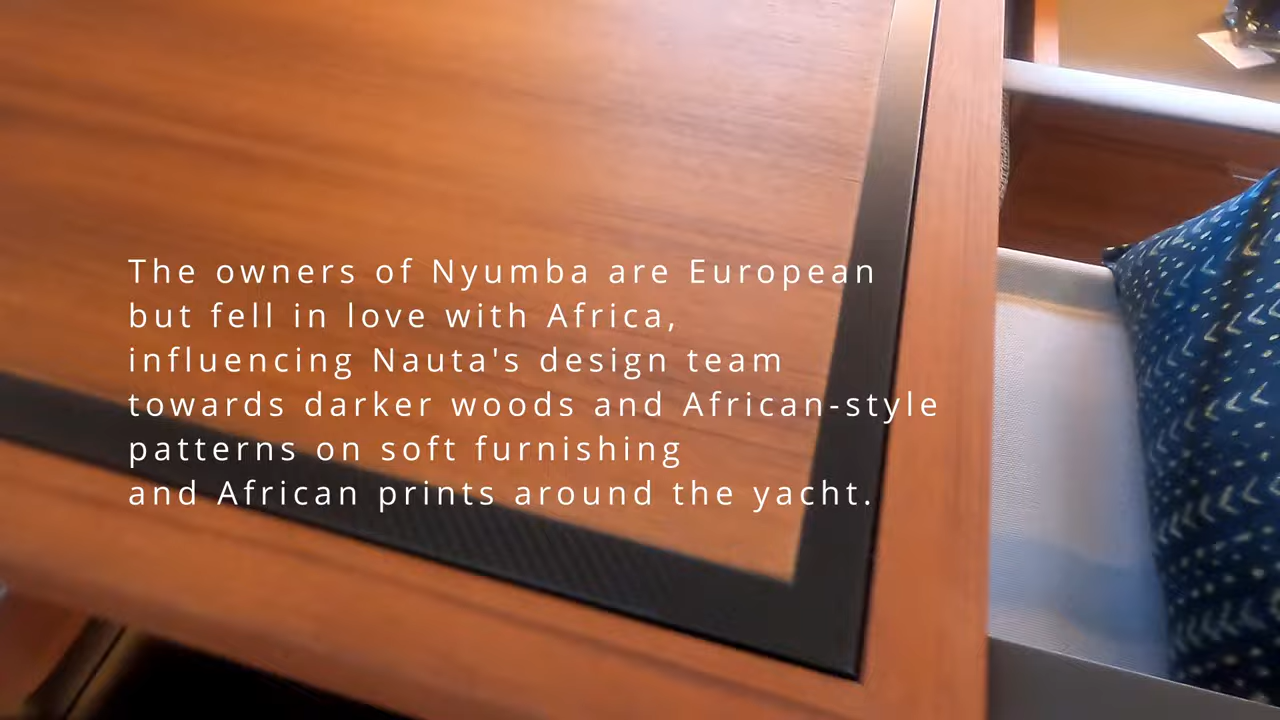 The owners of Nyumba are European
but fell in love with Africa,
influencing Nauta's design team
towards darker woods and African-style
patterns on soft furnishing
and African prints around the yacht.